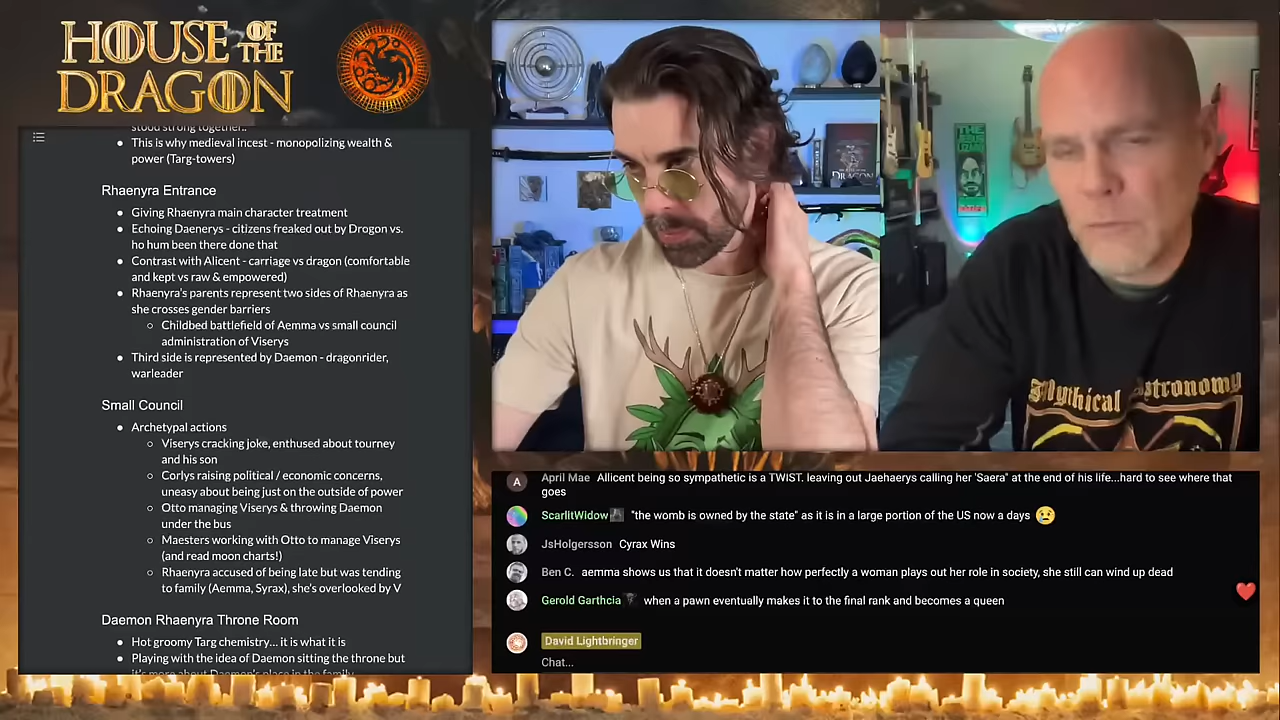 HOUSE OF THE
DRAGON
stood strong together..
This is why medieval incest - monopolizing wealth &
power (Targ-towers)
Rhaenyra Entrance
Giving Rhaenyra main character treatment
Echoing Daenerys - citizens freaked out by Drogon vs.
ho hum been there done that
Contrast with Alicent - carriage vs dragon (comfortable
and kept vs raw & empowered)
Rhaenyra's parents represent two sides of Rhaenyra as
she crosses gender barriers
Childbed battlefield of Aemma vs small council
administration of Viserys
Third side is represented by Daemon - dragonrider,
warleader
Small Council
Archetypal actions
Viserys cracking joke, enthused about tourney
and his son
Corlys raising political / economic concerns,
uneasy about being just on the outside of power
Otto managing Viserys & throwing Daemon
under the bus
Maesters working with Otto to manage Viserys
(and read moon charts!)
Rhaenyra accused of being late but was tending
to family (Aemma, Syrax), she's overlooked by V
Daemon Rhaenyra Throne Room
Hot groomy Targ chemistry... it is what it is
Playing with the idea of Daemon sitting the throne but
it's more about Daemon's place in the family
DRAGON
THE
JESUS
LIZARD
Mythical Astronomy
A April Mae Allicent being so sympathetic is a TWIST. leaving out Jaehaerys calling her 'Saera" at the end of his life...hard to see where that
goes
ScarlitWidow "the womb is owned by the state" as it is in a large portion of the US now a days 😢
JsHolgersson Cyrax Wins
Ben C. aemma shows us that it doesn't matter how perfectly a woman plays out her role in society, she still can wind up dead
Gerold Garthcia when a pawn eventually makes it to the final rank and becomes a queen
David Lightbringer
Chat...